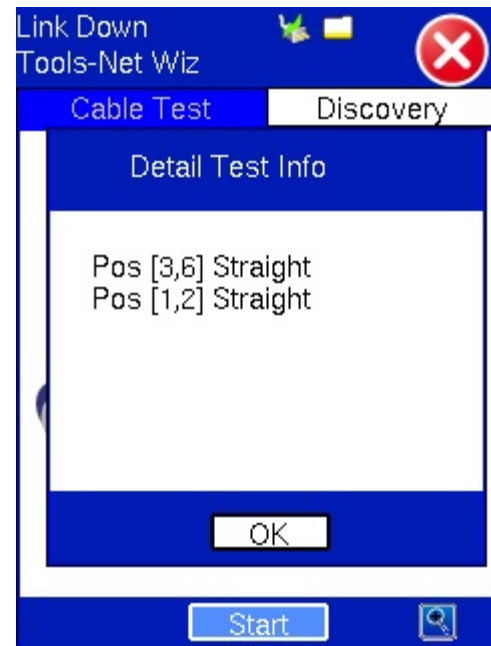 Link Down
Tools-Net Wiz
Cable Test
Discovery
Detail Test Info
Pos [3,6] Straight
Pos [1,2] Straight
OK
Start